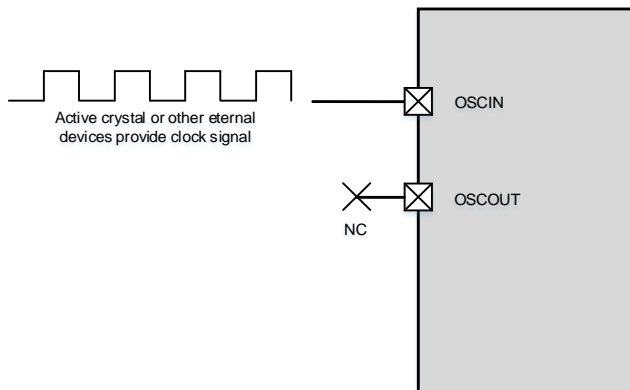 OSCIN
Active crystal or other eternal
devices provide clock signal
OSCOUT
NC